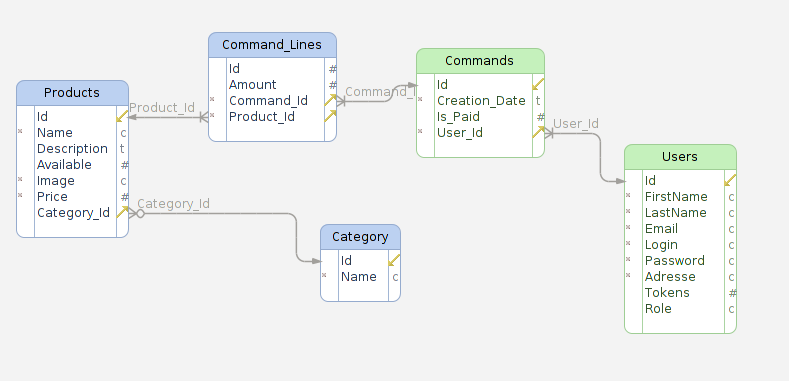 Command_Lines
Id #
Amount #
* Command_Id
* Product_Id
Commands
Id
* Creation_Date t
Is_Paid #
* User_Id
Products
Id
* Name c
Description t
Available #
* Image c
* Price #
Category_Id
Users
Id
* FirstName c
* LastName c
* Email c
* Login c
* Password c
* Adresse c
Tokens #
Role c
Category
Id
* Name c
Product_Id
Command_I
User_Id
Category_Id